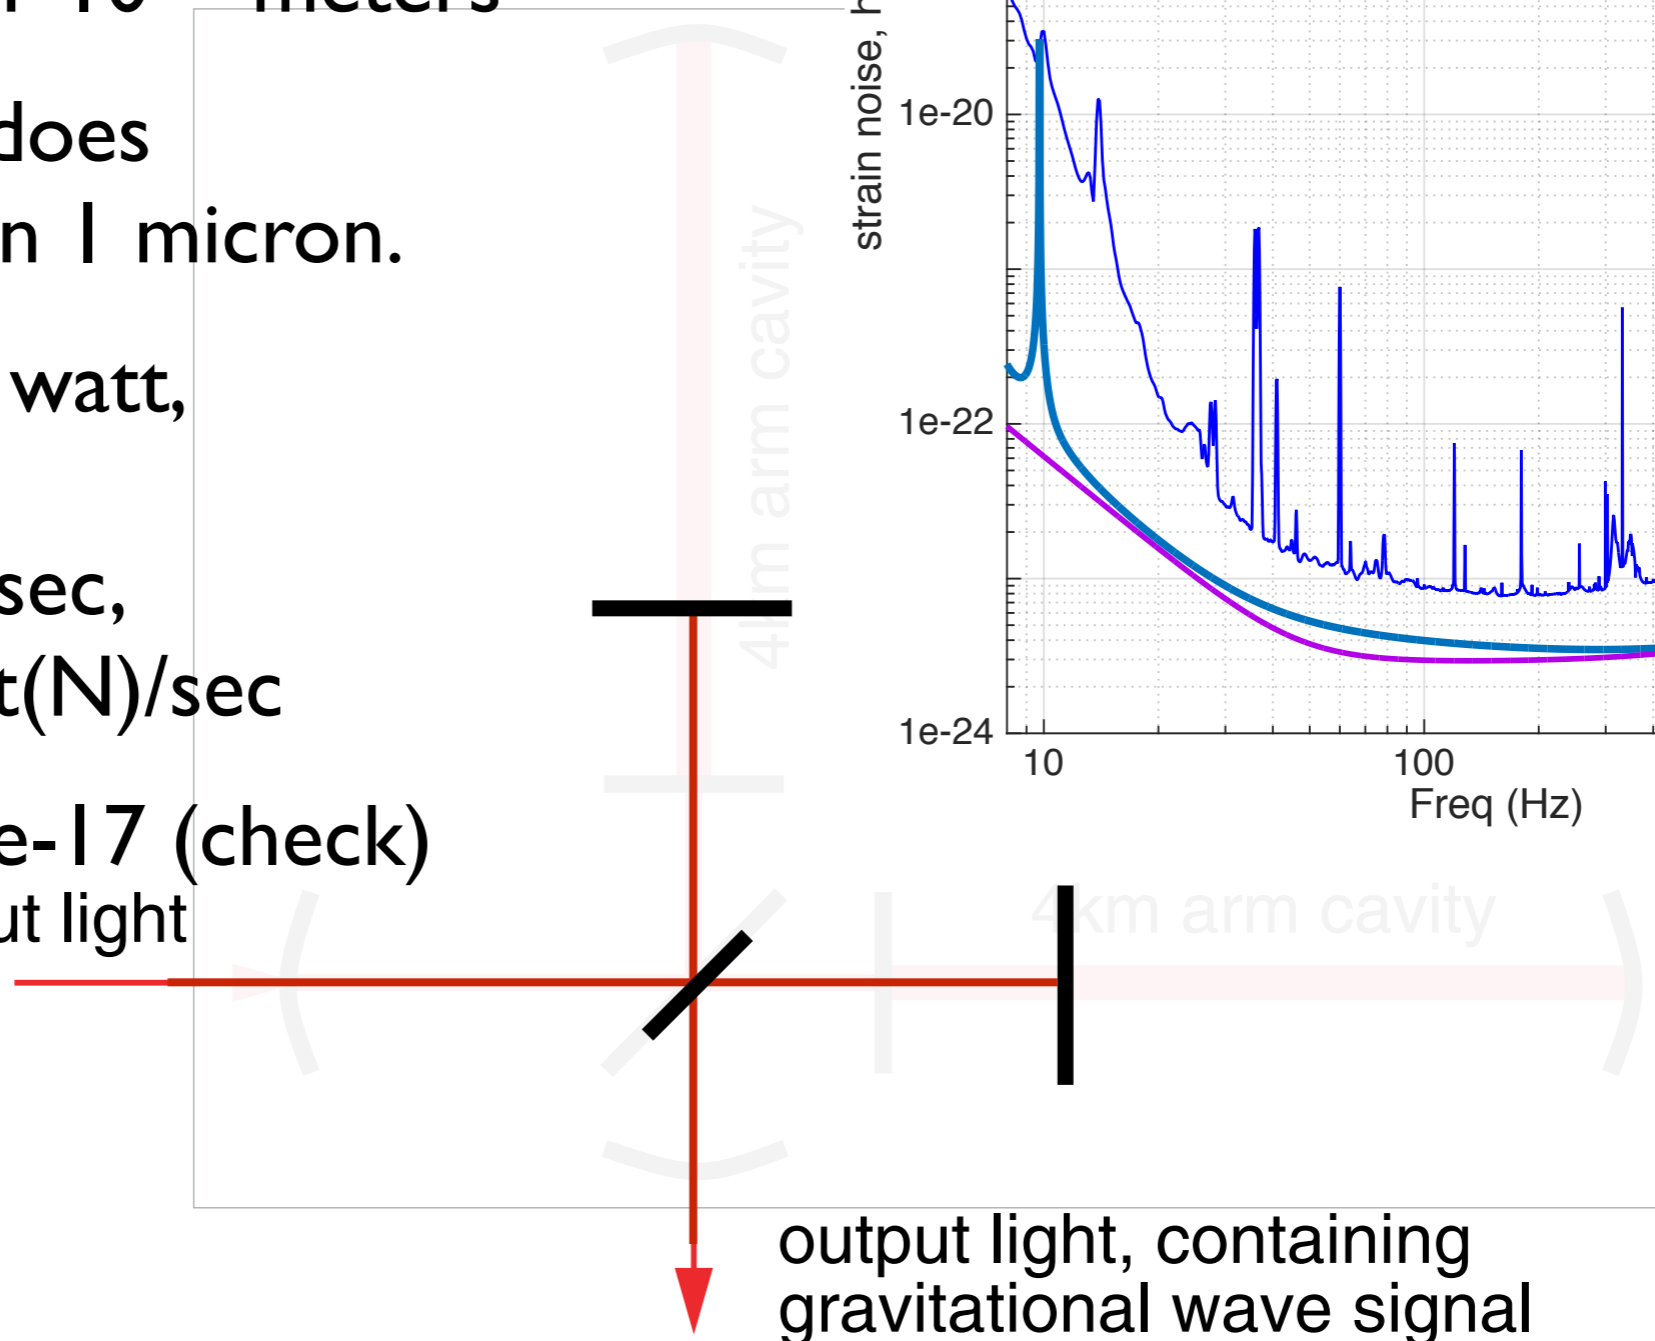 meters
does
n 1 micron.
watt,
sec,
t(N)/sec
e-17 (check)
ut light
4km arm cavity
strain noise, h
1e-20
1e-22
1e-24
10
100
Freq (Hz)
4km arm cavity
output light, containing
gravitational wave signal